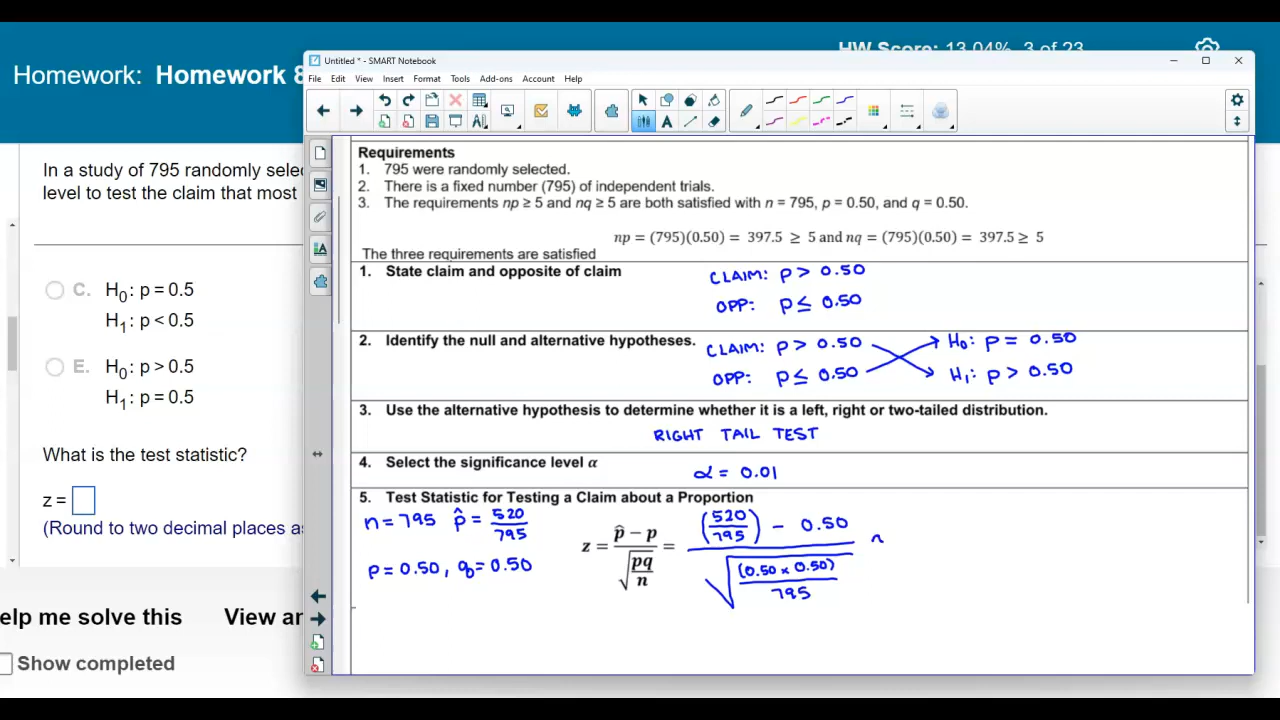 HW Score: 13.04%, 3 of 23
Homework: Homework 8
Untitled * - SMART Notebook
File Edit View Insert Format Tools Add-ons Account Help
In a study of 795 randomly selec
level to test the claim that most
C. H0: p = 0.5
H1: p < 0.5
E. H0: p > 0.5
H1: p = 0.5
What is the test statistic?
z =
(Round to two decimal places as
elp me solve this View an
Show completed
Requirements
1. 795 were randomly selected.
2. There is a fixed number (795) of independent trials.
3. The requirements np ≥ 5 and nq ≥ 5 are both satisfied with n = 795, p = 0.50, and q = 0.50.
np = (795)(0.50) = 397.5 ≥ 5 and nq = (795)(0.50) = 397.5 ≥ 5
The three requirements are satisfied
1. State claim and opposite of claim
CLAIM: p > 0.50
OPP: p ≤ 0.50
2. Identify the null and alternative hypotheses.
CLAIM: p > 0.50 H0: p = 0.50
OPP: p ≤ 0.50 H1: p > 0.50
3. Use the alternative hypothesis to determine whether it is a left, right or two-tailed distribution.
RIGHT TAIL TEST
4. Select the significance level α
α = 0.01
5. Test Statistic for Testing a Claim about a Proportion
n = 795 p̂ = 520/795
p = 0.50, q = 0.50
z = (p̂ − p)/√(pq/n) = ((520/795) − 0.50)/√((0.50 × 0.50)/795)